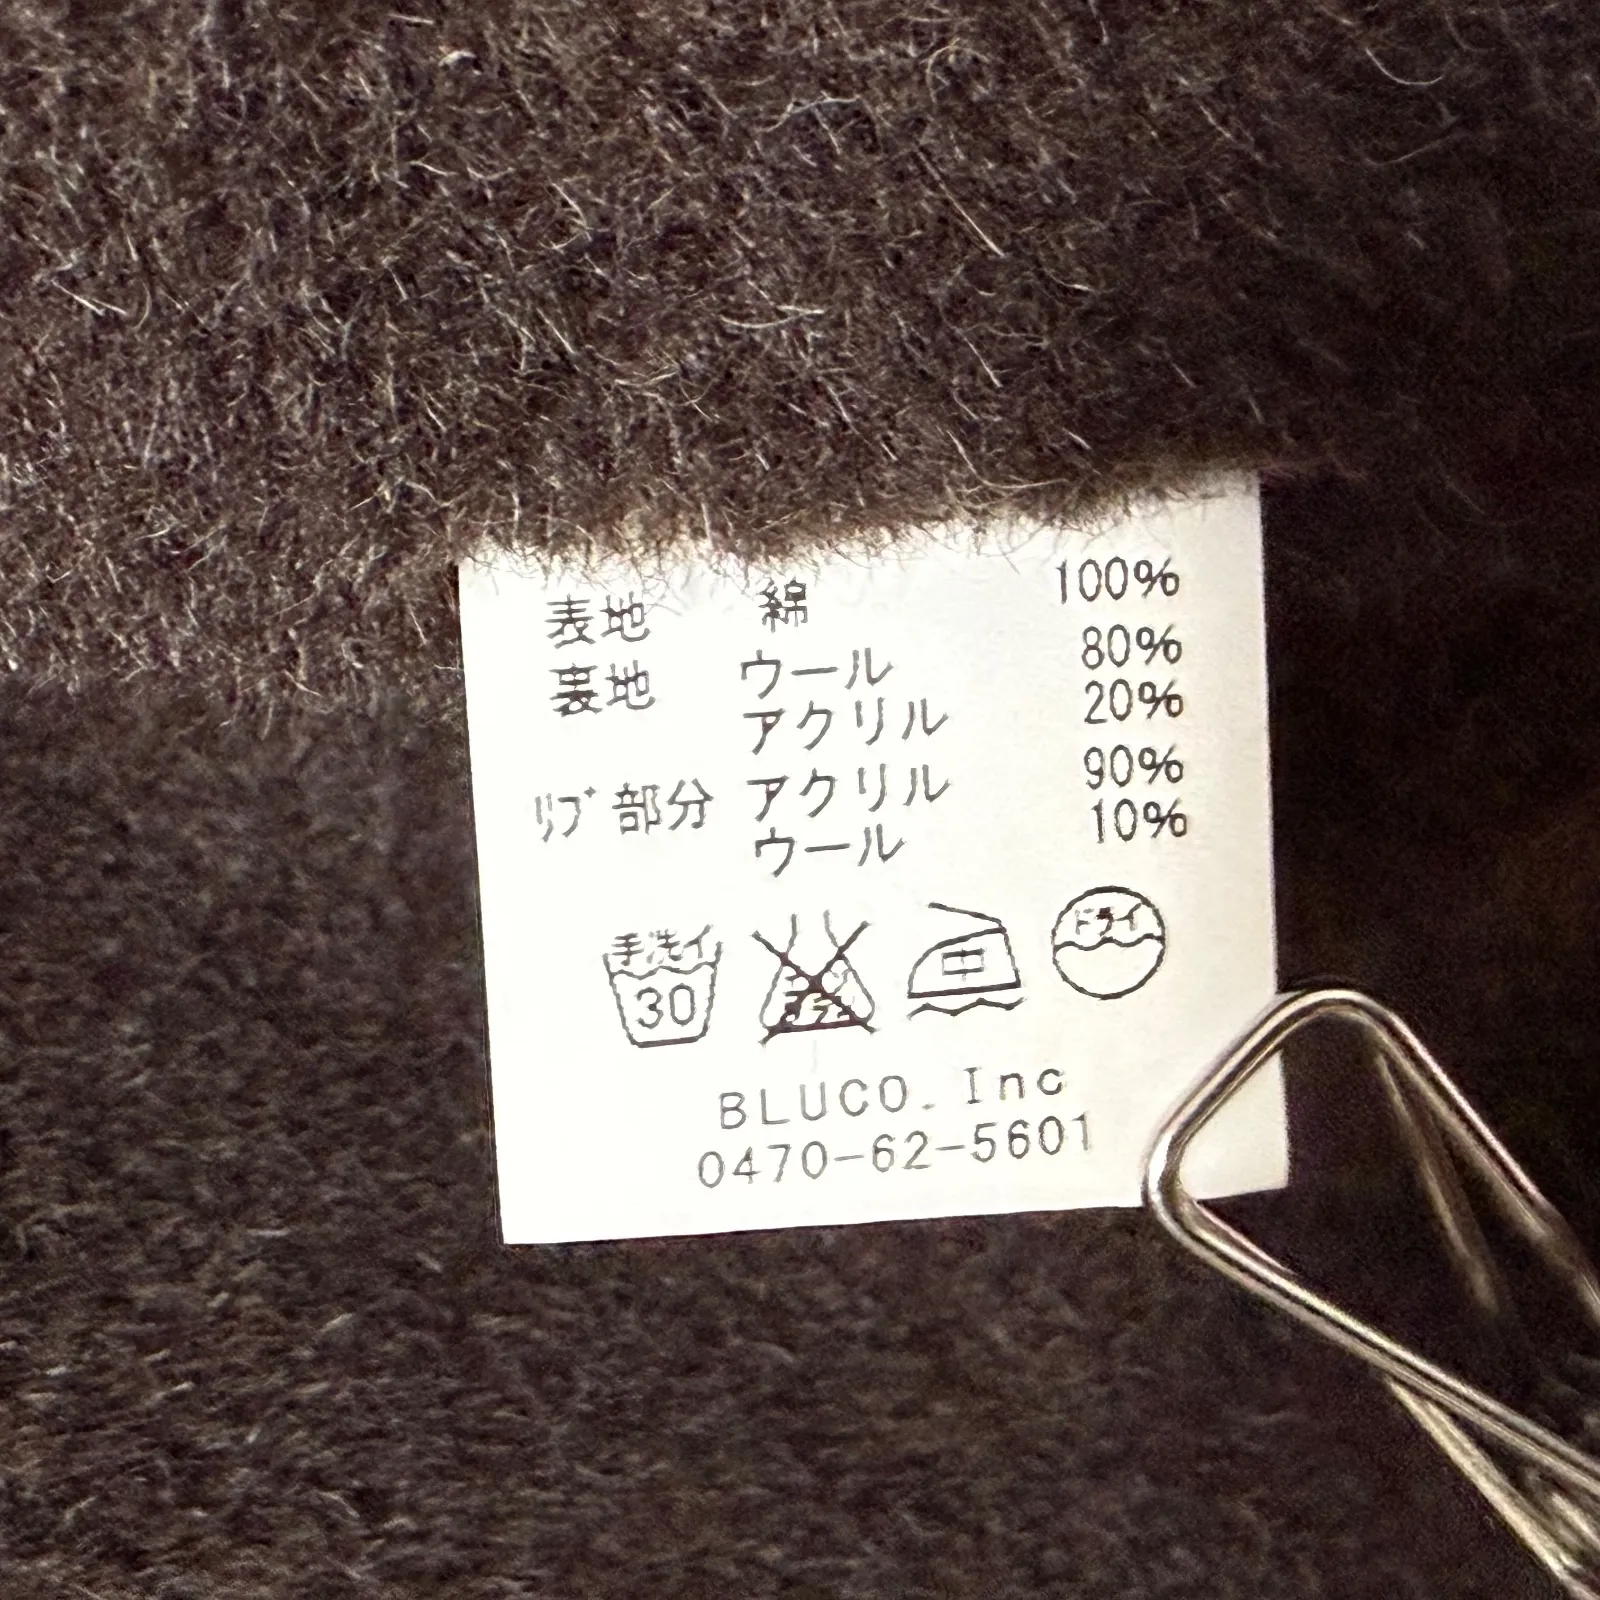 表地 綿 100%
裏地 ウール 80%
アクリル 20%
リブ部分 アクリル 90%
ウール 10%
手洗イ 30 中 ドライ
BLUCO. Inc
0470-62-5601